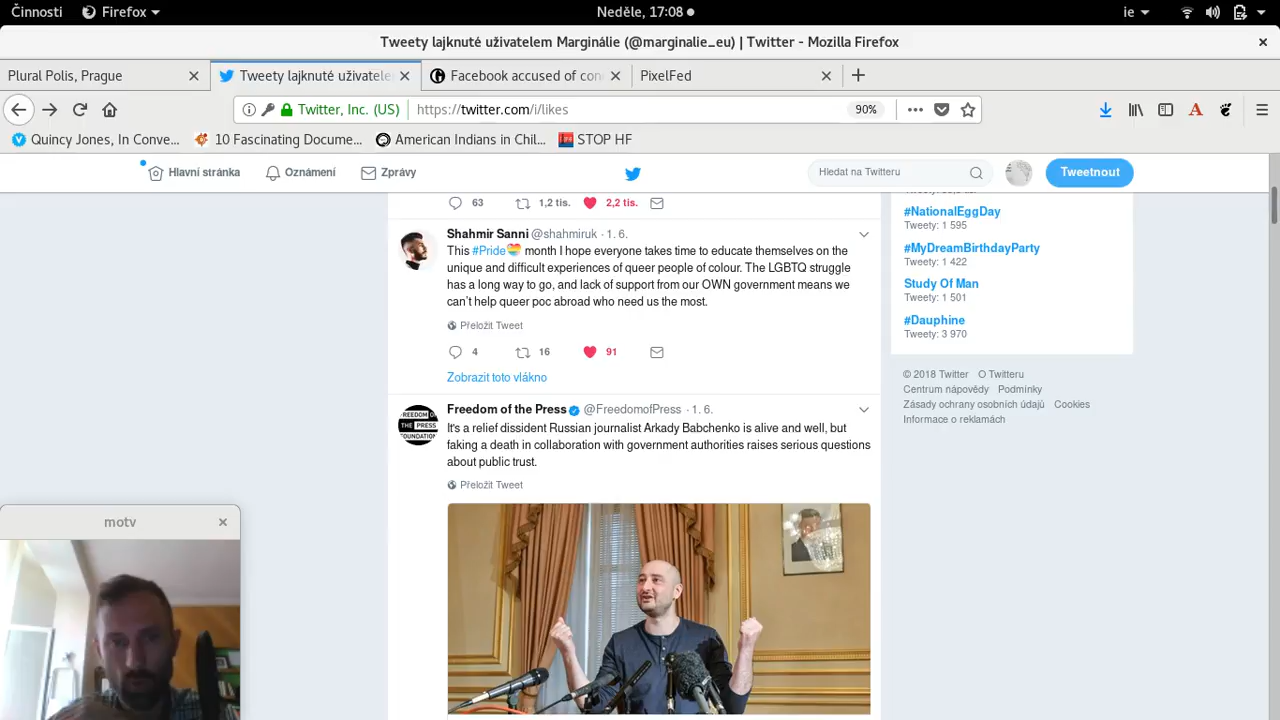 Činnosti Firefox Neděle, 17:08 ie
Tweety lajknuté uživatelem Marginálie (@marginalie_eu) | Twitter - Mozilla Firefox
Plural Polis, Prague Tweety lajknuté uživatele Facebook accused of con PixelFed
Twitter, Inc. (US) https://twitter.com/i/likes 90%
Quincy Jones, In Conve... 10 Fascinating Docume... American Indians in Chil... STOP HF
Hlavní stránka Oznámení Zprávy Hledat na Twitteru Tweetnout
63 1,2 tis. 2,2 tis.
Shahmir Sanni @shahmiruk · 1. 6.
This #Pride month I hope everyone takes time to educate themselves on the
unique and difficult experiences of queer people of colour. The LGBTQ struggle
has a long way to go, and lack of support from our OWN government means we
can't help queer poc abroad who need us the most.
Přeložit Tweet
4 16 91
Zobrazit toto vlákno
Freedom of the Press @FreedomofPress · 1. 6.
FREEDOM OF
THE PRESS
FOUNDATION
It's a relief dissident Russian journalist Arkady Babchenko is alive and well, but
faking a death in collaboration with government authorities raises serious questions
about public trust.
Přeložit Tweet
#NationalEggDay
Tweety: 1 595
#MyDreamBirthdayParty
Tweety: 1 422
Study Of Man
Tweety: 1 501
#Dauphine
Tweety: 3 970
© 2018 Twitter O Twitteru
Centrum nápovědy Podmínky
Zásady ochrany osobních údajů Cookies
Informace o reklamách
motv